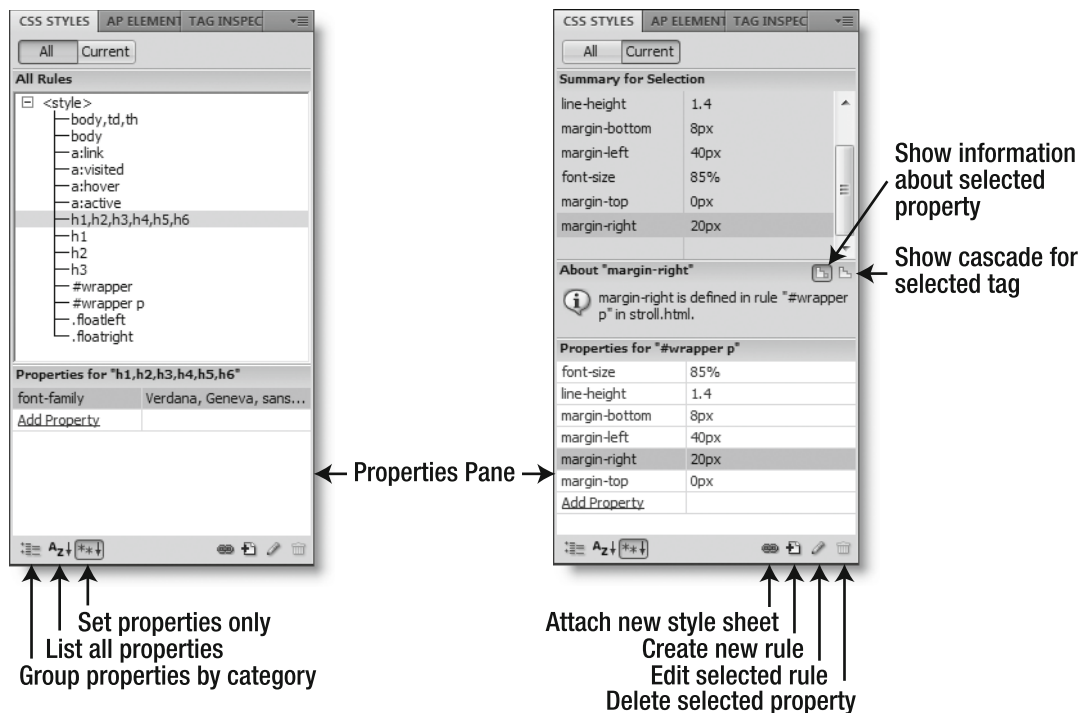 CSS STYLES AP ELEMENT TAG INSPEC
All Current
All Rules
<style>
body,td,th
body
a:link
a:visited
a:hover
a:active
h1,h2,h3,h4,h5,h6
h1
h2
h3
#wrapper
#wrapper p
.floatleft
.floatright
Properties for "h1,h2,h3,h4,h5,h6"
font-family Verdana, Geneva, sans...
Add Property
Set properties only
List all properties
Group properties by category
Properties Pane
CSS STYLES AP ELEMENT TAG INSPEC
All Current
Summary for Selection
line-height 1.4
margin-bottom 8px
margin-left 40px
font-size 85%
margin-top 0px
margin-right 20px
About "margin-right"
margin-right is defined in rule "#wrapper
p" in stroll.html.
Properties for "#wrapper p"
font-size 85%
line-height 1.4
margin-bottom 8px
margin-left 40px
margin-right 20px
margin-top 0px
Add Property
Show information
about selected
property
Show cascade for
selected tag
Attach new style sheet
Create new rule
Edit selected rule
Delete selected property